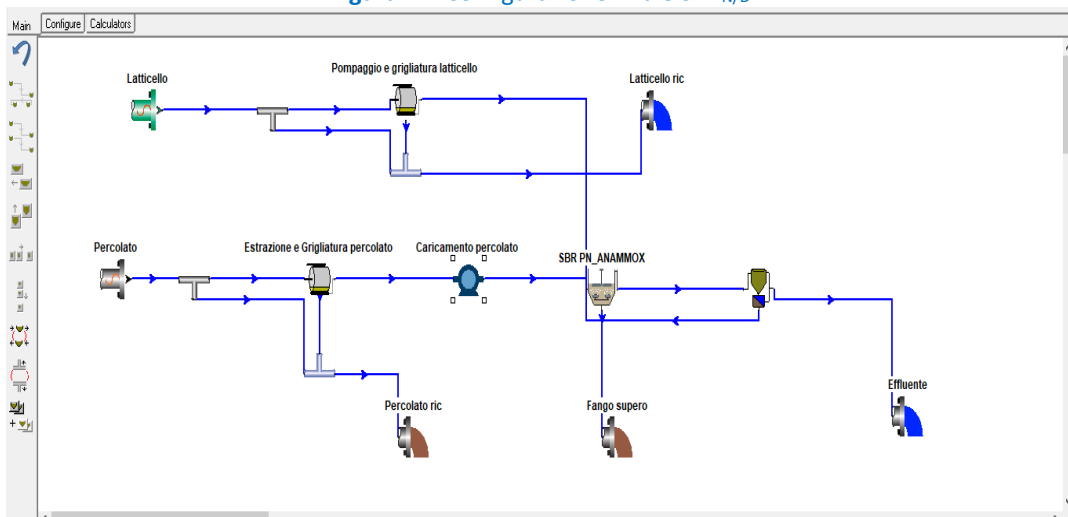 N/D
Main Configure Calculators
Latticello
Pompaggio e grigliatura latticello
Latticello ric
Percolato
Estrazione e Grigliatura percolato
Caricamento percolato
SBR PN_ANAMMOX
Percolato ric
Fango supero
Effluente